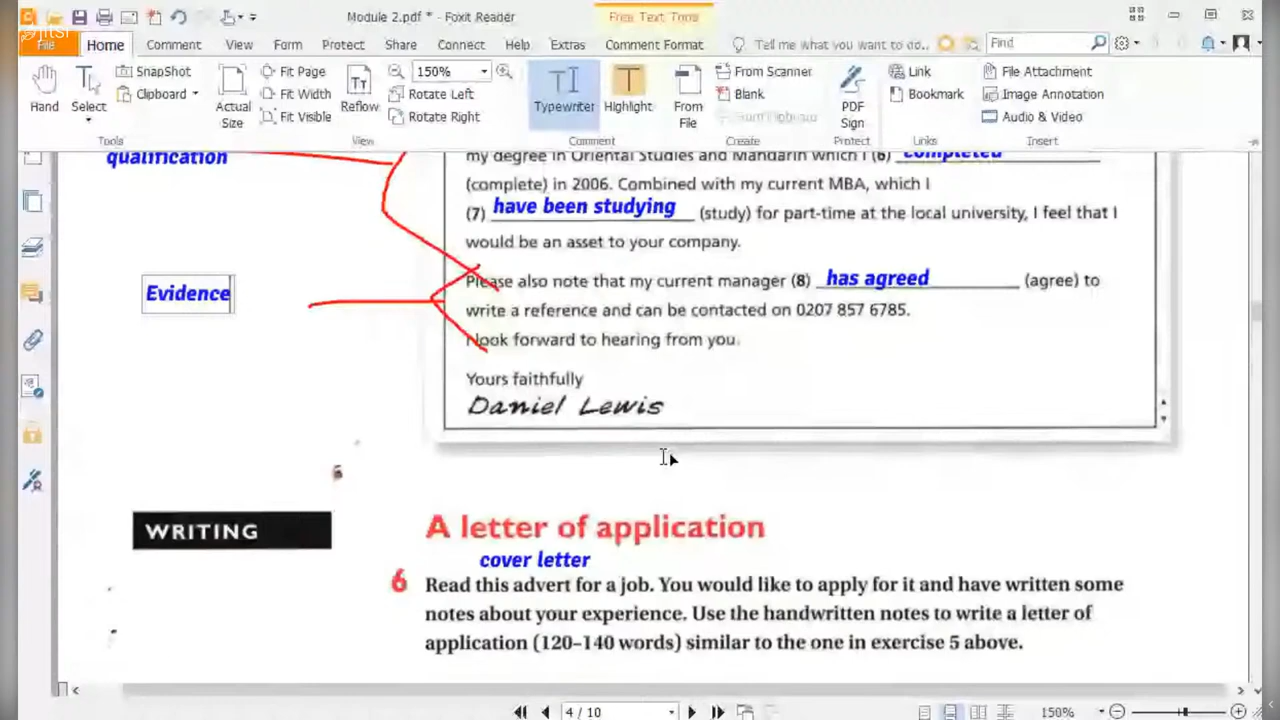 Module 2.pdf * - Foxit Reader
Free Text Tools
jitsi
File Home Comment View Form Protect Share Connect Help Extras Comment Format Tell me what you want to do.. Find
Hand Select SnapShot Clipboard Actual Size Fit Page Fit Width Fit Visible Reflow 150% Rotate Left Rotate Right Typewriter Highlight From File From Scanner Blank PDF Sign Link Bookmark File Attachment Image Annotation Audio & Video
Tools View Comment Create Protect Links Insert
qualification
my degree in Oriental Studies and Mandarin which I (6) completed
(complete) in 2006. Combined with my current MBA, which I
(7) have been studying (study) for part-time at the local university, I feel that I
would be an asset to your company.
Evidence
Please also note that my current manager (8) has agreed (agree) to
write a reference and can be contacted on 0207 857 6785.
I look forward to hearing from you.
Yours faithfully
Daniel Lewis
WRITING
A letter of application
cover letter
6 Read this advert for a job. You would like to apply for it and have written some
notes about your experience. Use the handwritten notes to write a letter of
application (120–140 words) similar to the one in exercise 5 above.
4 / 10
150%